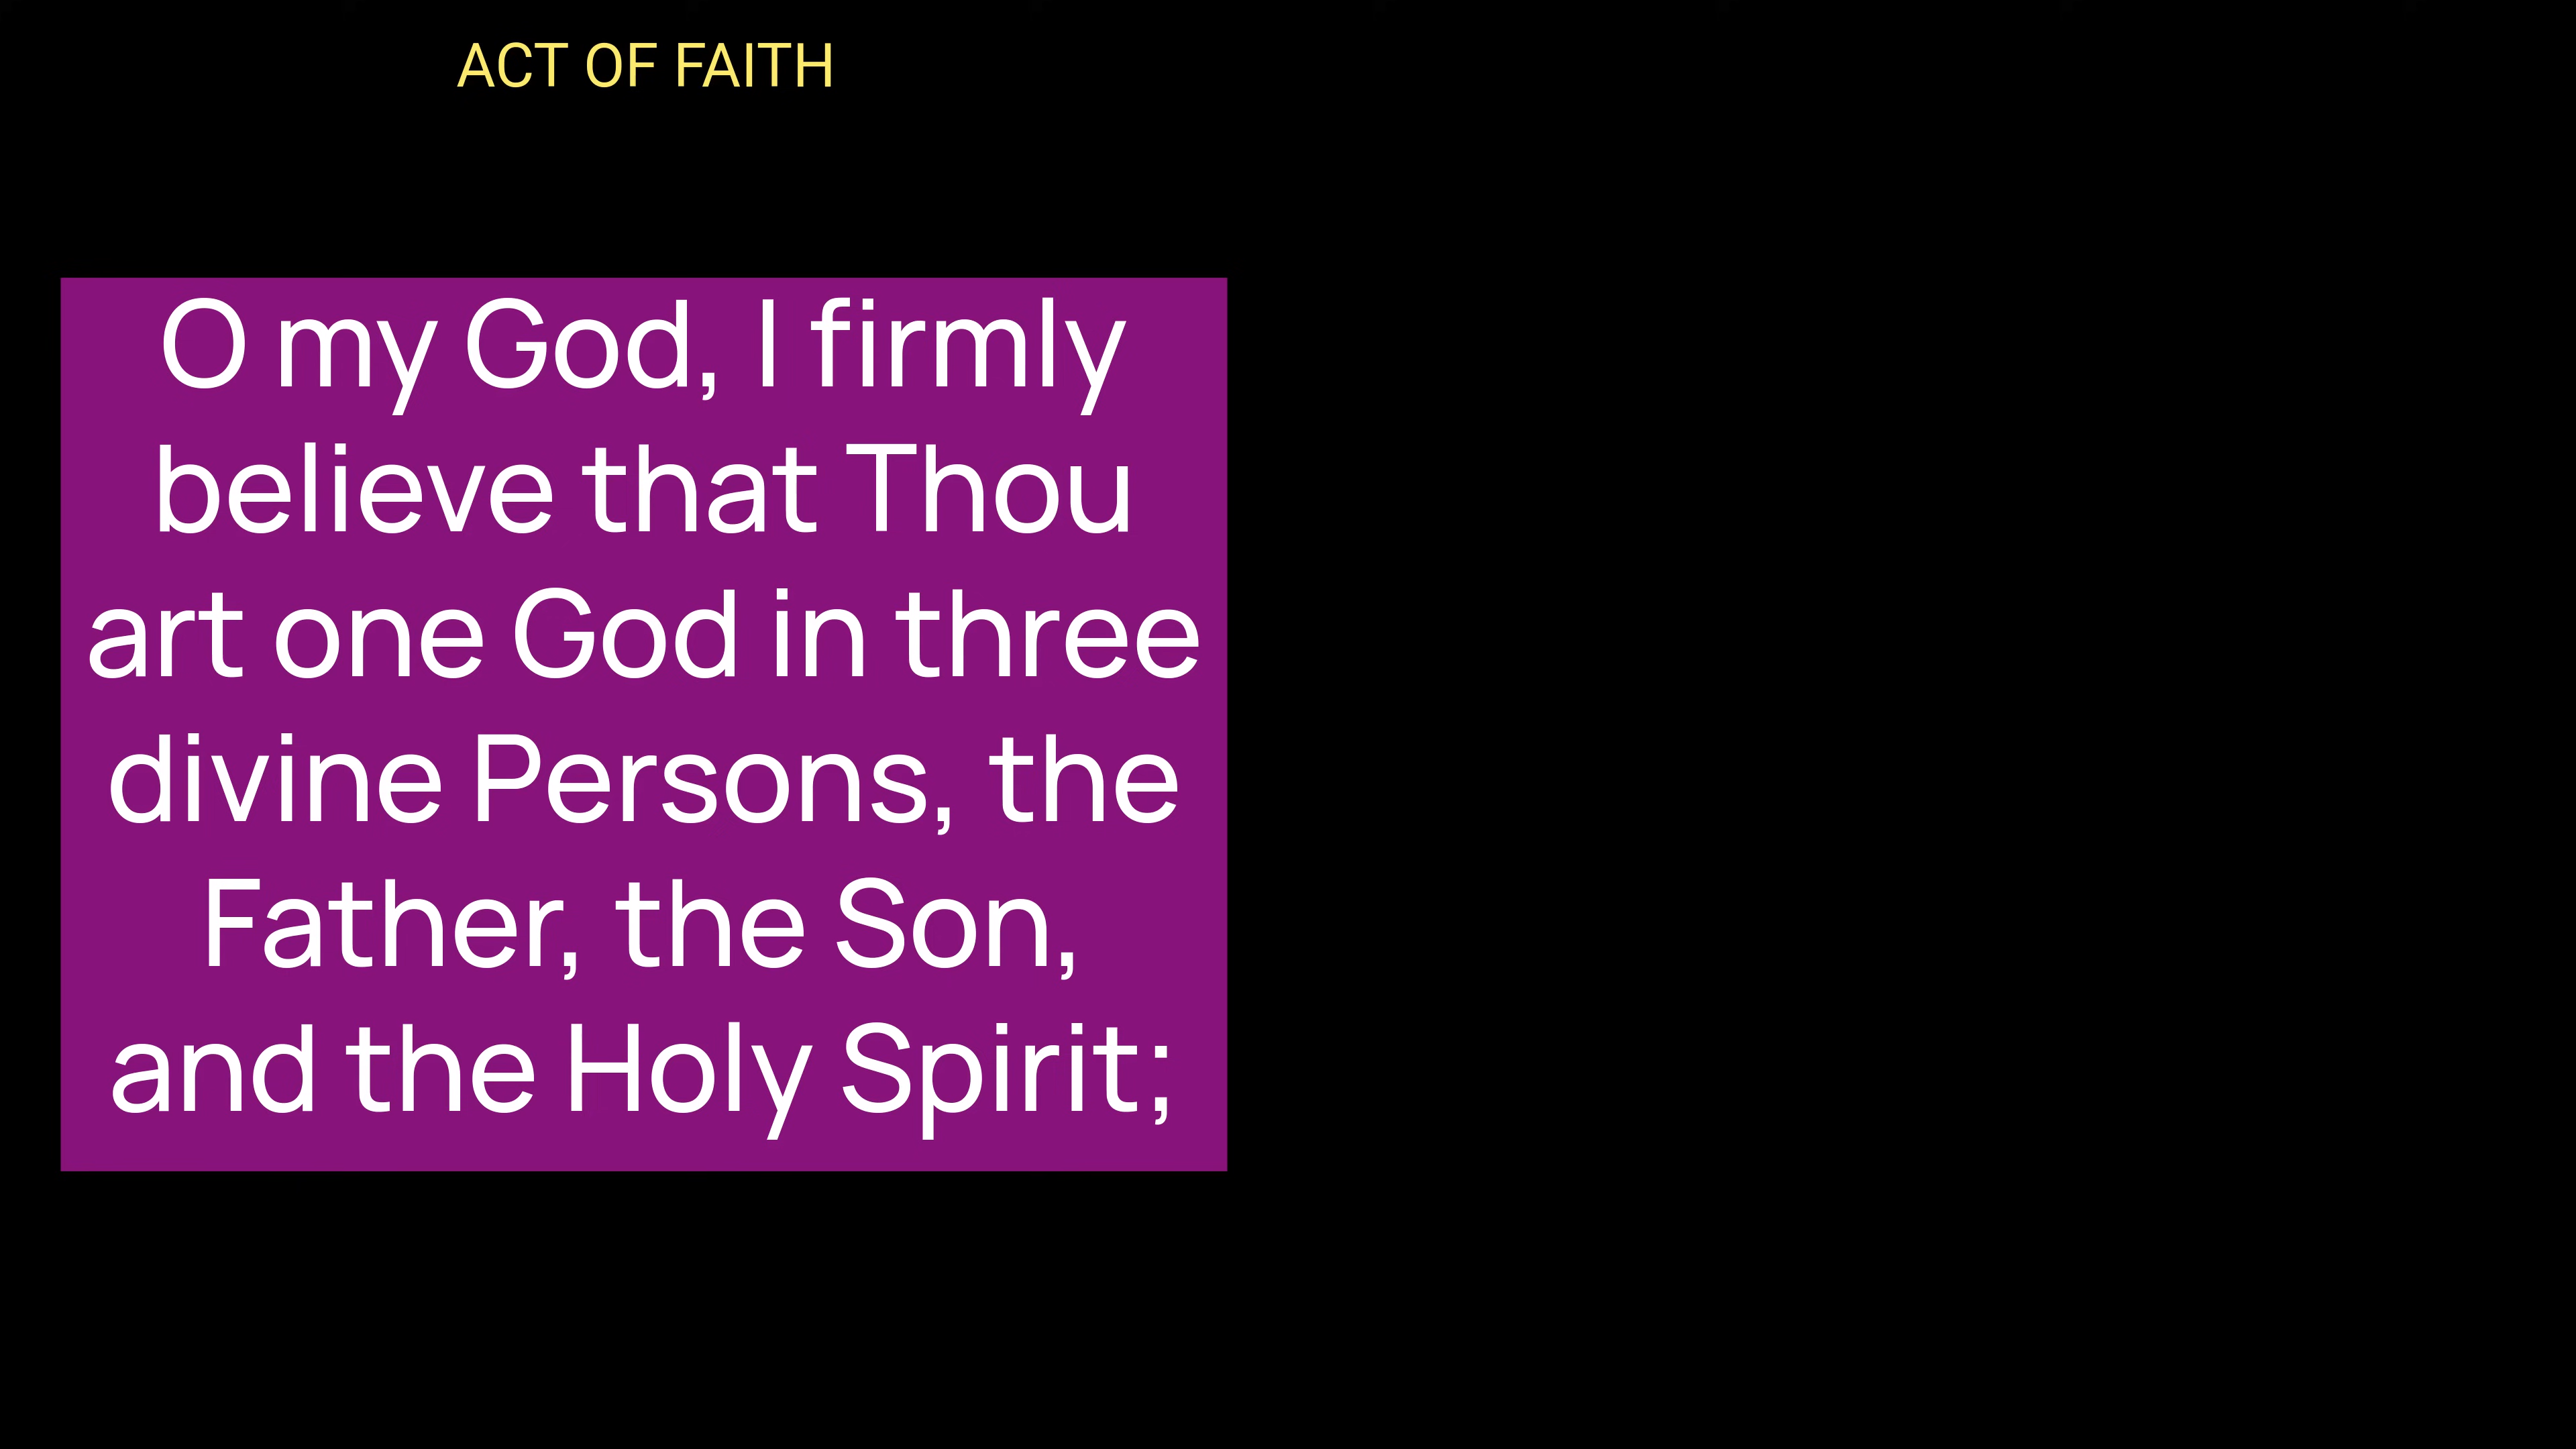 ACT OF FAITH
O my God, I firmly
believe that Thou
art one God in three
divine Persons, the
Father, the Son,
and the Holy Spirit;